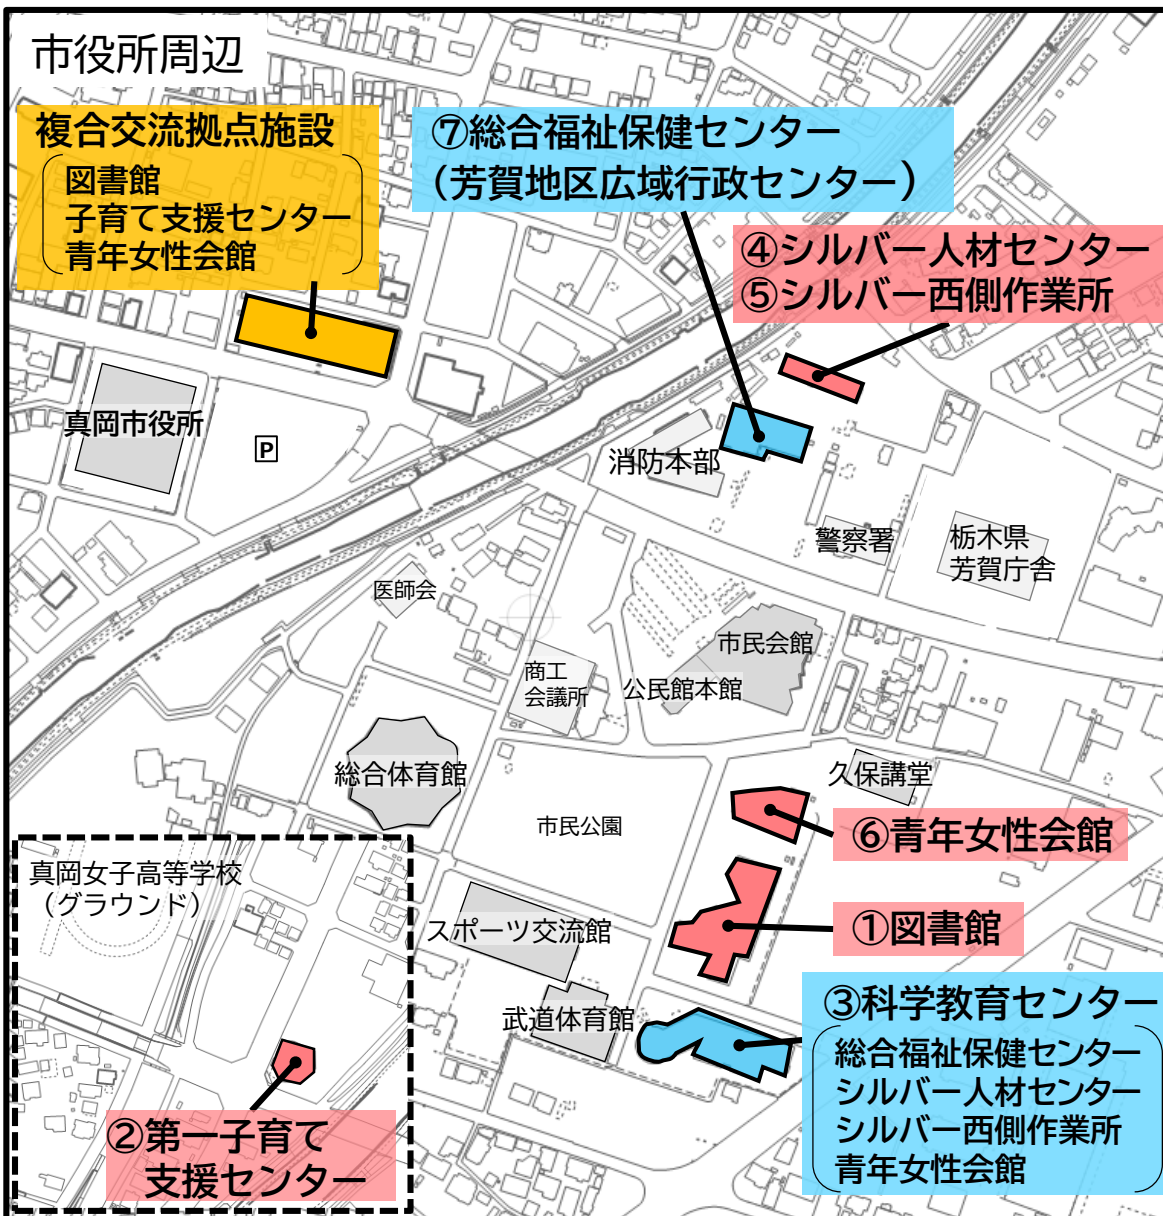 市役所周辺
複合交流拠点施設
図書館
子育て支援センター
青年女性会館
⑦総合福祉保健センター
(芳賀地区広域行政センター)
④シルバー人材センター
⑤シルバー西側作業所
真岡市役所
P
消防本部
警察署
栃木県
芳賀庁舎
医師会
市民会館
商工
会議所
公民館本館
総合体育館
久保講堂
市民公園
⑥青年女性会館
真岡女子高等学校
(グラウンド)
スポーツ交流館
①図書館
武道体育館
③科学教育センター
総合福祉保健センター
シルバー人材センター
シルバー西側作業所
青年女性会館
②第一子育て
支援センター